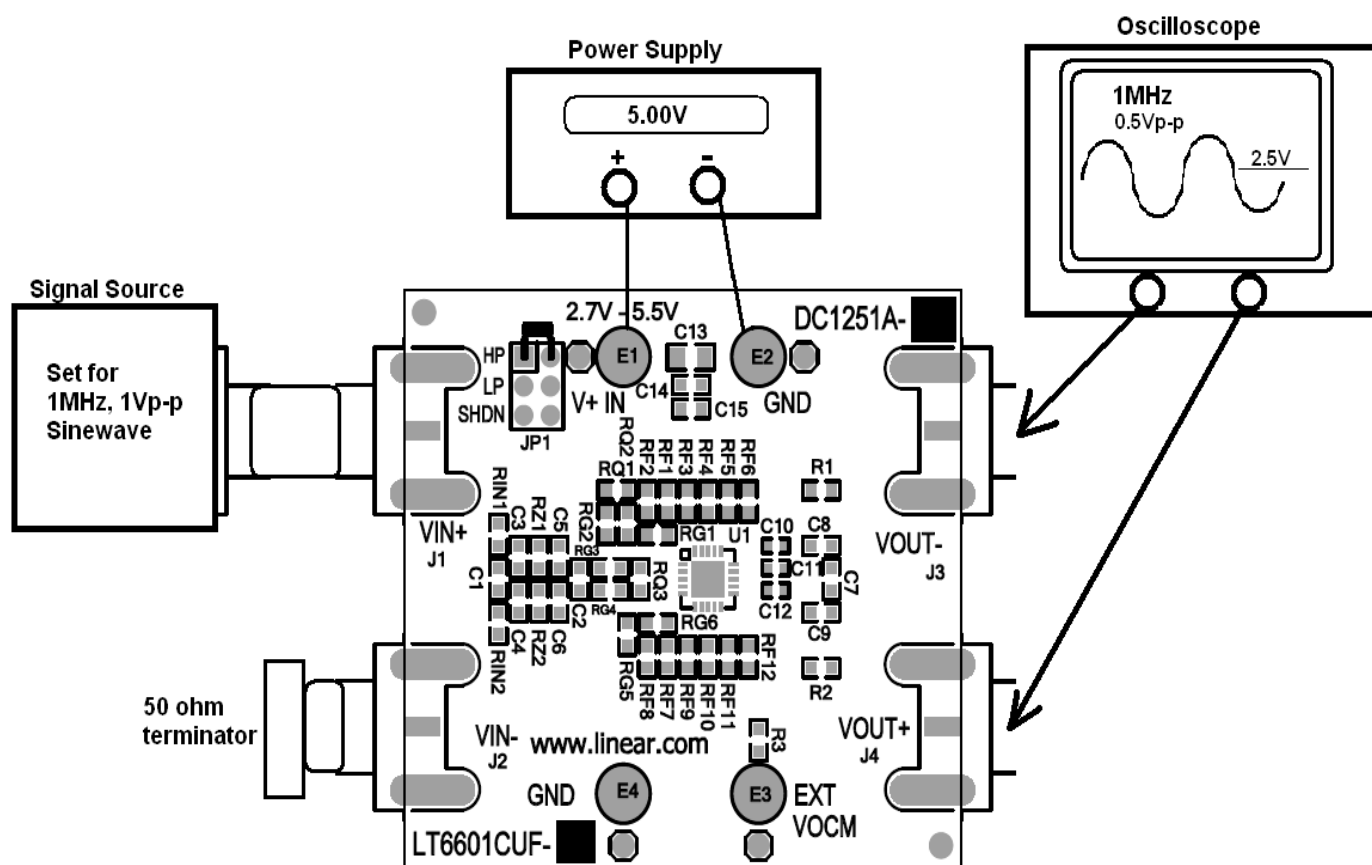 Oscilloscope
Power Supply
5.00V
+ -
1MHz
0.5Vp-p
2.5V
Signal Source
Set for
1MHz, 1Vp-p
Sinewave
2.7V - 5.5V
DC1251A-
HP
LP
SHDN
JP1
E1
V+ IN
C13
C14
C15
E2
GND
RQ2
RQ1
RF2
RF1
RF3
RF4
RF5
RF6
R1
VIN+
J1
RIN1
C3
RZ1
C5
RG2
RG1
U1
C10
C8
VOUT-
J3
RG3
C1
C2
RG4
RQ3
C11
C7
C12
C9
C4
RZ2
C6
RIN2
RG6
RG5
RF8
RF7
RF9
RF10
RF11
RF12
R2
50 ohm
terminator
VIN-
J2
www.linear.com
R3
VOUT+
J4
GND
E4
E3
EXT
VOCM
LT6601CUF-